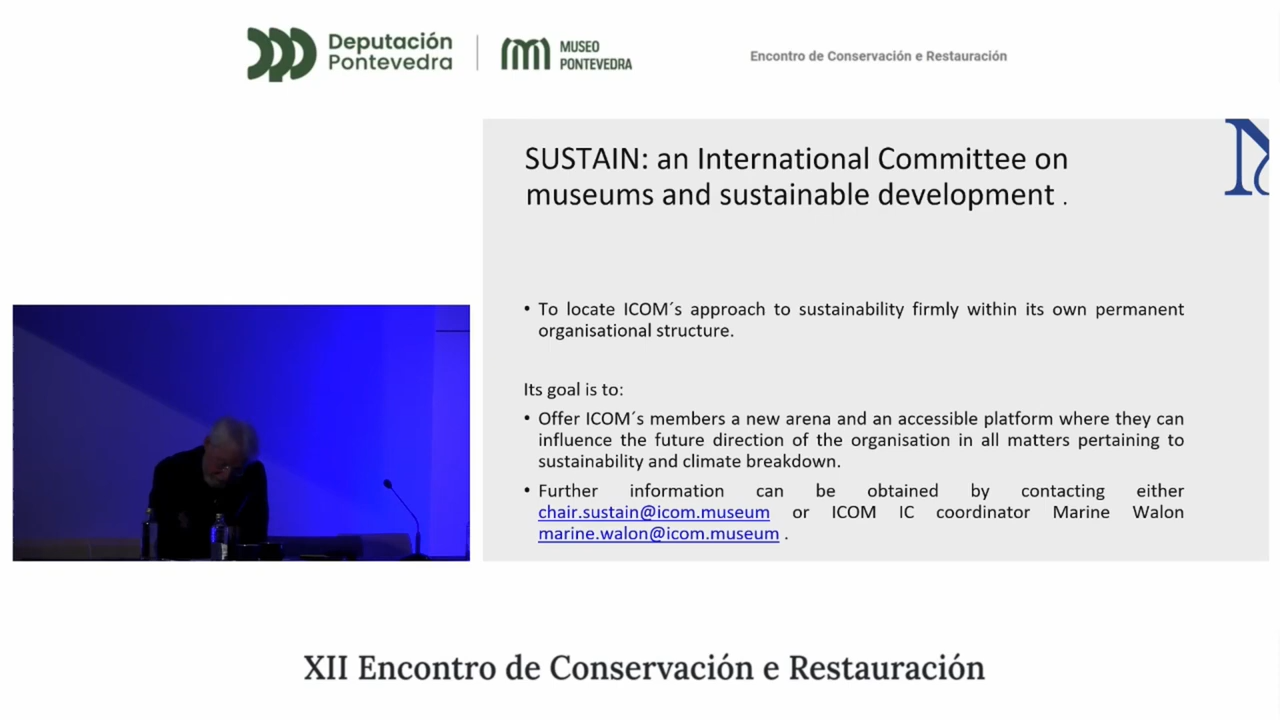 Deputación
Pontevedra
MUSEO
PONTEVEDRA
Encontro de Conservación e Restauración
SUSTAIN: an International Committee on
museums and sustainable development .
• To locate ICOM´s approach to sustainability firmly within its own permanent
organisational structure.
Its goal is to:
• Offer ICOM´s members a new arena and an accessible platform where they can
influence the future direction of the organisation in all matters pertaining to
sustainability and climate breakdown.
• Further information can be obtained by contacting either
chair.sustain@icom.museum or ICOM IC coordinator Marine Walon
marine.walon@icom.museum .
XII Encontro de Conservación e Restauración